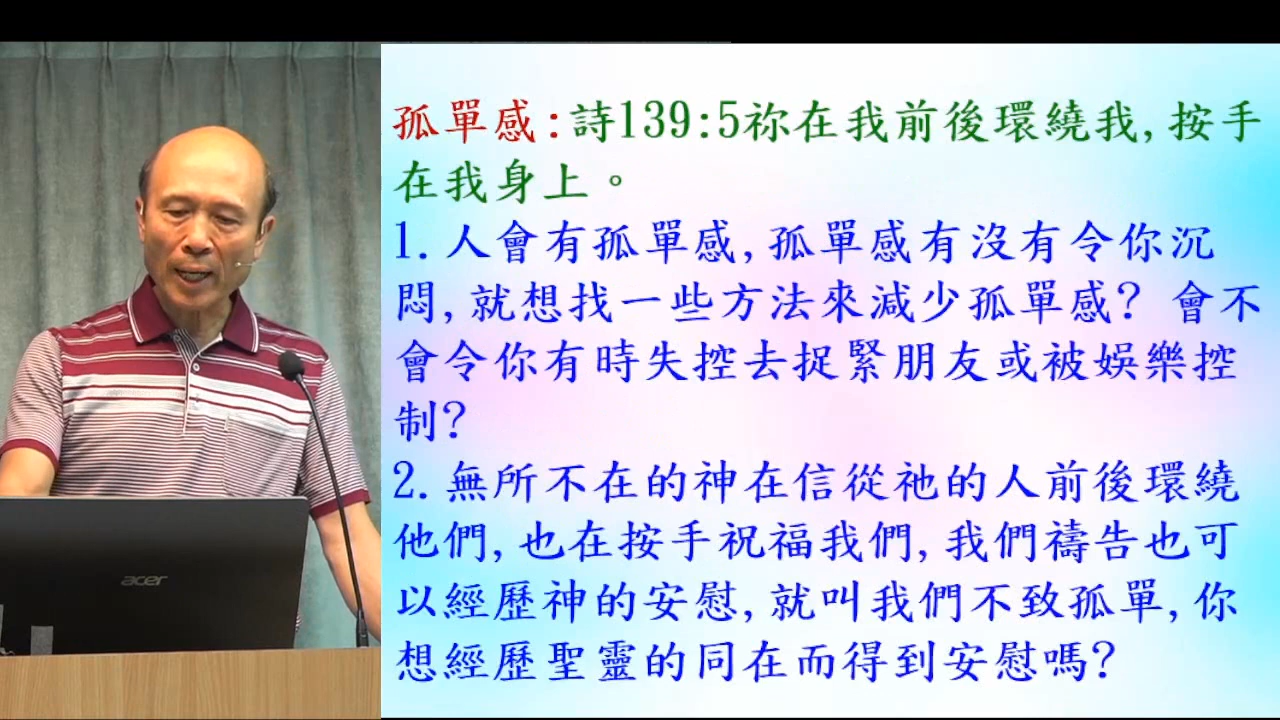 孤單感:詩139:5祢在我前後環繞我,按手
在我身上。
1.人會有孤單感,孤單感有沒有令你沉
悶,就想找一些方法來減少孤單感? 會不
會令你有時失控去捉緊朋友或被娛樂控
制?
2.無所不在的神在信從祂的人前後環繞
他們,也在按手祝福我們,我們禱告也可
以經歷神的安慰,就叫我們不致孤單,你
想經歷聖靈的同在而得到安慰嗎?
acer